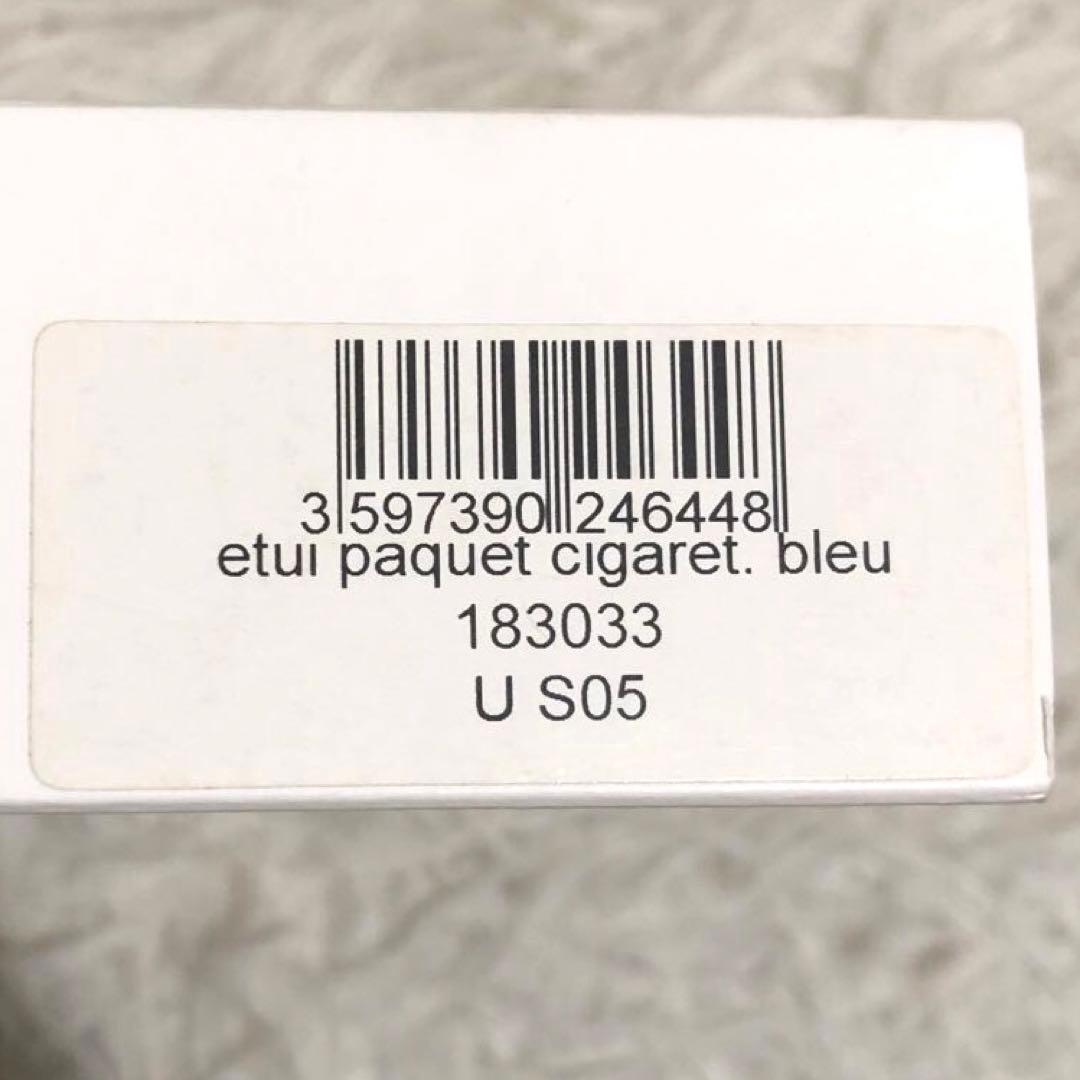 3 597390 246448
etui paquet cigaret. bleu
183033
U S05